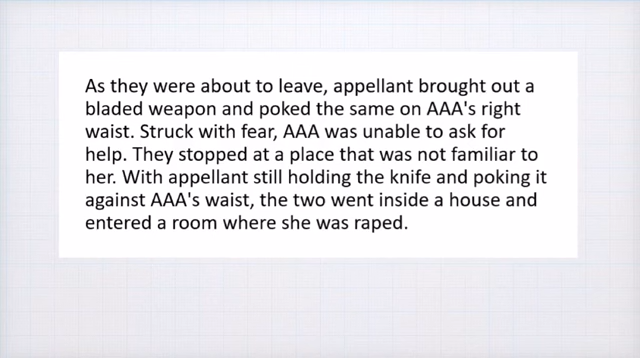 As they were about to leave, appellant brought out a
bladed weapon and poked the same on AAA's right
waist. Struck with fear, AAA was unable to ask for
help. They stopped at a place that was not familiar to
her. With appellant still holding the knife and poking it
against AAA's waist, the two went inside a house and
entered a room where she was raped.